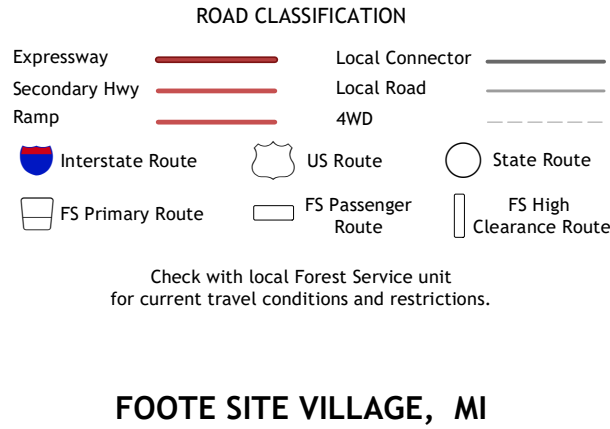 ROAD CLASSIFICATION
Expressway
Local Connector
Secondary Hwy
Local Road
Ramp
4WD
Interstate Route
US Route
State Route
FS Primary Route
FS Passenger
Route
FS High
Clearance Route
Check with local Forest Service unit
for current travel conditions and restrictions.
FOOTE SITE VILLAGE, MI